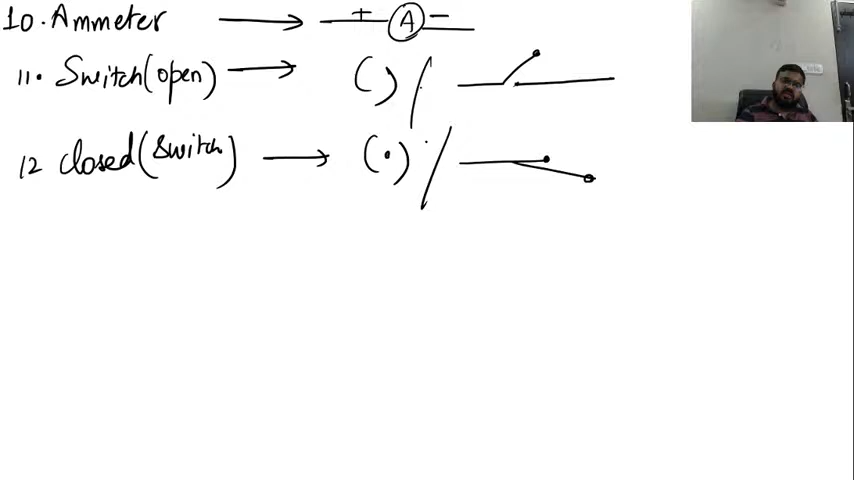 10. Ammeter → + A −
11. Switch (open) → ( ) /
12 closed (switch) → (•) /